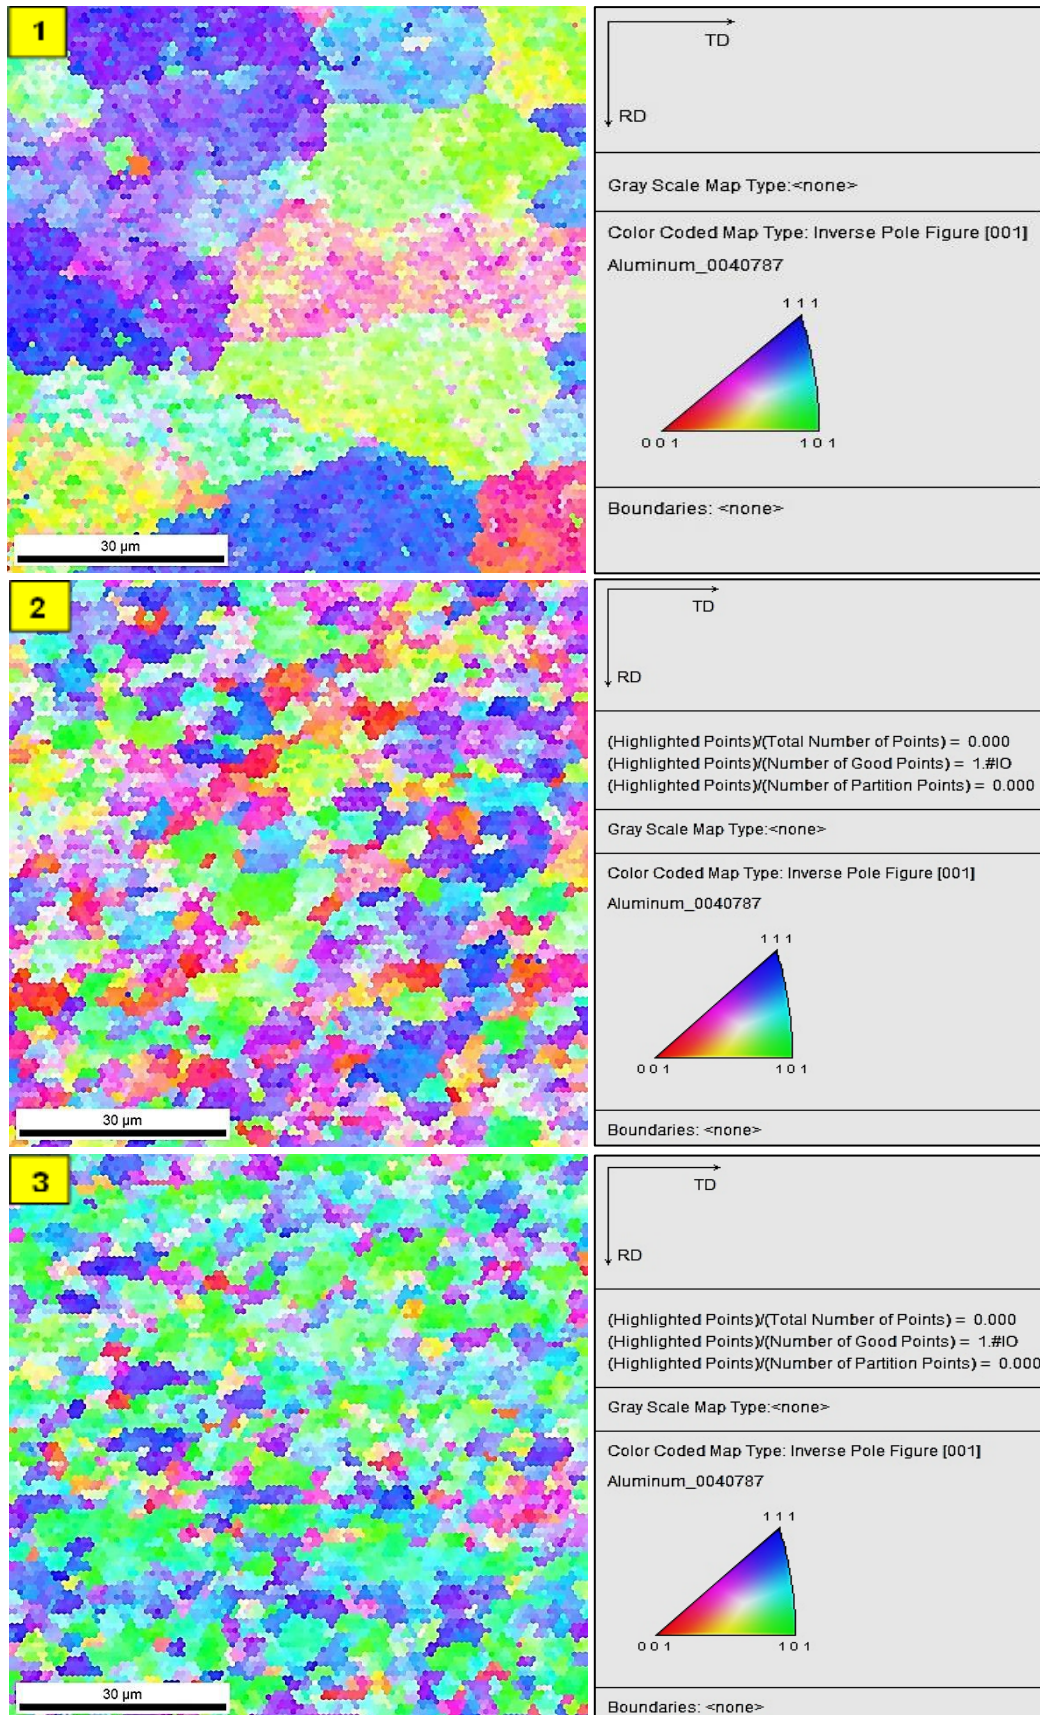 1
TD
RD
Gray Scale Map Type:<none>
Color Coded Map Type: Inverse Pole Figure [001]
Aluminum_0040787
1 1 1
0 0 1
1 0 1
Boundaries: <none>
30 µm
2
TD
RD
(Highlighted Points)/(Total Number of Points) = 0.000
(Highlighted Points)/(Number of Good Points) = 1.#IO
(Highlighted Points)/(Number of Partition Points) = 0.000
Gray Scale Map Type:<none>
Color Coded Map Type: Inverse Pole Figure [001]
Aluminum_0040787
1 1 1
0 0 1
1 0 1
Boundaries: <none>
30 µm
3
TD
RD
(Highlighted Points)/(Total Number of Points) = 0.000
(Highlighted Points)/(Number of Good Points) = 1.#IO
(Highlighted Points)/(Number of Partition Points) = 0.000
Gray Scale Map Type:<none>
Color Coded Map Type: Inverse Pole Figure [001]
Aluminum_0040787
1 1 1
0 0 1
1 0 1
Boundaries: <none>
30 µm